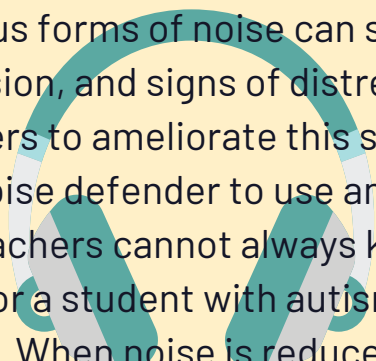 us forms of noise can s
sion, and signs of distre
ers to ameliorate this s
oise defender to use an
achers cannot always k
or a student with autis
. When noise is reduce